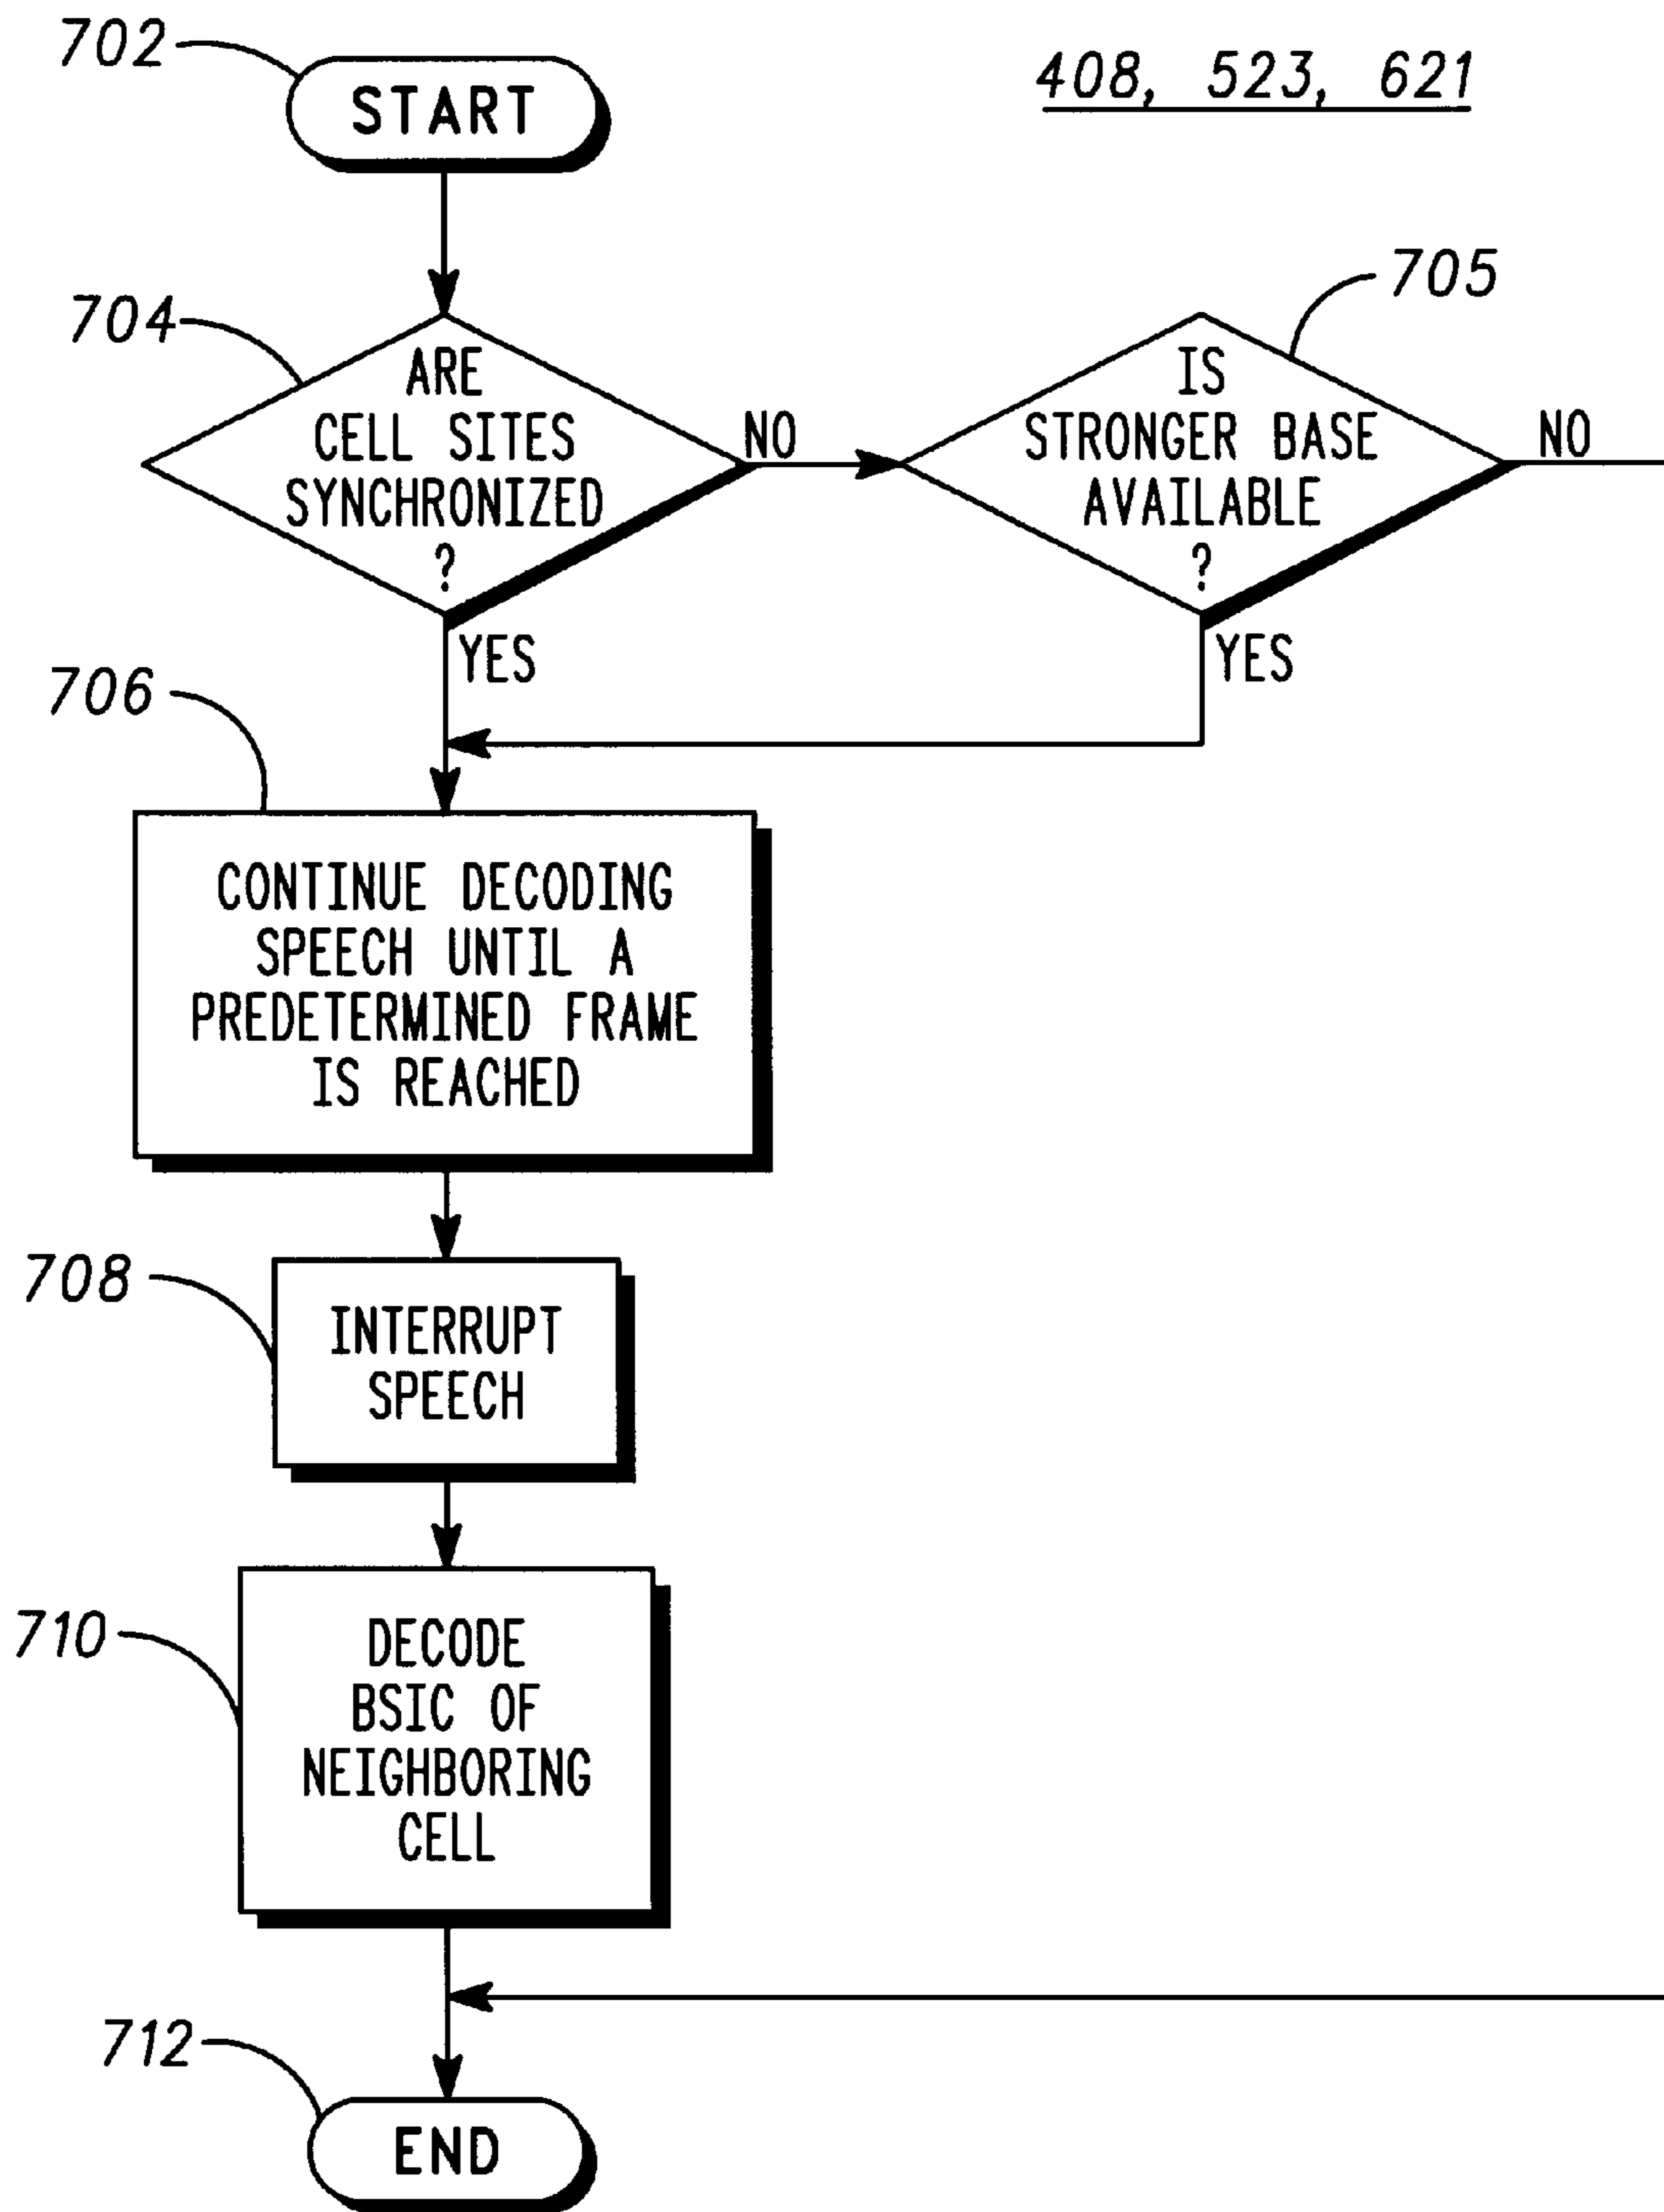 702
START
408, 523, 621
704
ARE
CELL SITES
SYNCHRONIZED
?
NO
YES
705
IS
STRONGER BASE
AVAILABLE
?
NO
YES
706
CONTINUE DECODING
SPEECH UNTIL A
PREDETERMINED FRAME
IS REACHED
708
INTERRUPT
SPEECH
710
DECODE
BSIC OF
NEIGHBORING
CELL
712
END